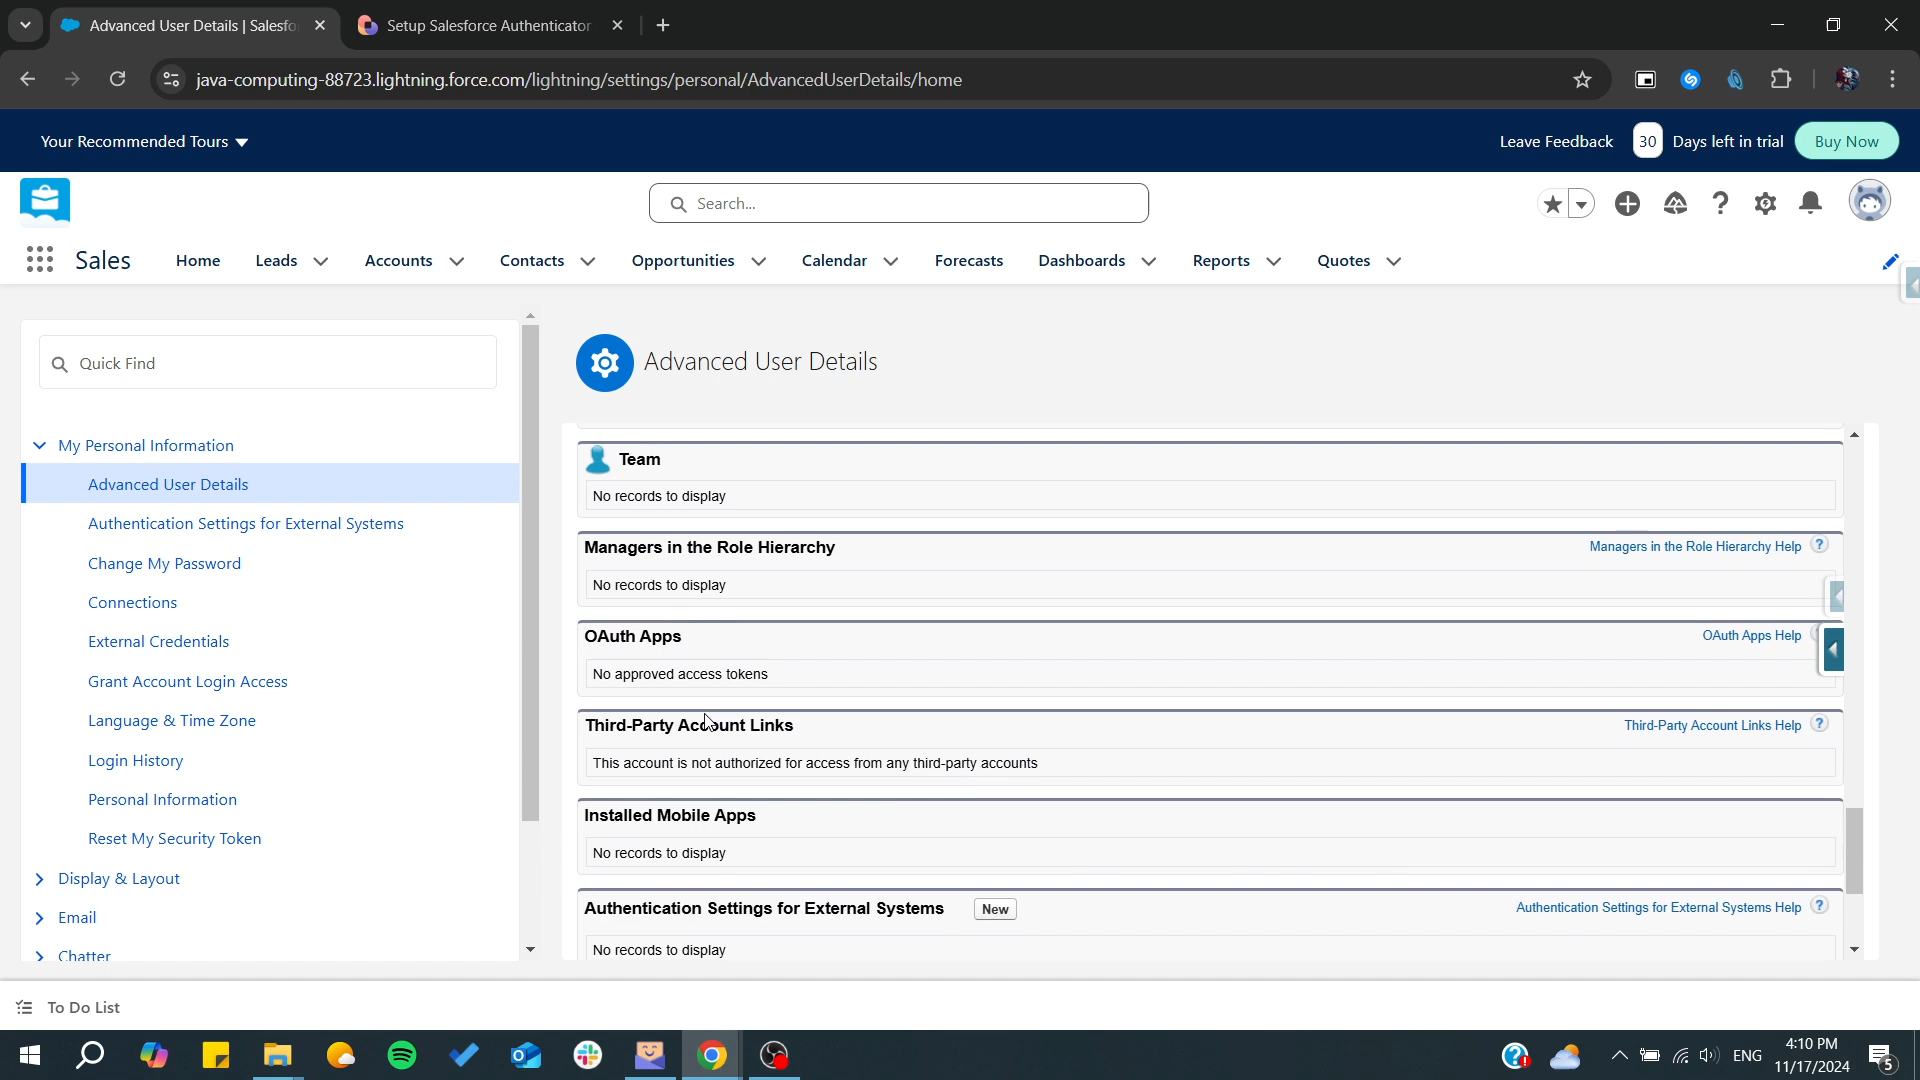 Advanced User Details | Salesfo
Setup Salesforce Authenticator
java-computing-88723.lightning.force.com/lightning/settings/personal/AdvancedUserDetails/home
Your Recommended Tours
Leave Feedback
30 Days left in trial
Buy Now
Search...
Sales
Home
Leads
Accounts
Contacts
Opportunities
Calendar
Forecasts
Dashboards
Reports
Quotes
Quick Find
My Personal Information
Advanced User Details
Authentication Settings for External Systems
Change My Password
Connections
External Credentials
Grant Account Login Access
Language & Time Zone
Login History
Personal Information
Reset My Security Token
Display & Layout
Email
Chatter
Advanced User Details
Team
No records to display
Managers in the Role Hierarchy
Managers in the Role Hierarchy Help ?
No records to display
OAuth Apps
OAuth Apps Help
No approved access tokens
Third-Party Account Links
Third-Party Account Links Help ?
This account is not authorized for access from any third-party accounts
Installed Mobile Apps
No records to display
Authentication Settings for External Systems
New
Authentication Settings for External Systems Help ?
No records to display
To Do List
ENG
4:10 PM
11/17/2024
5